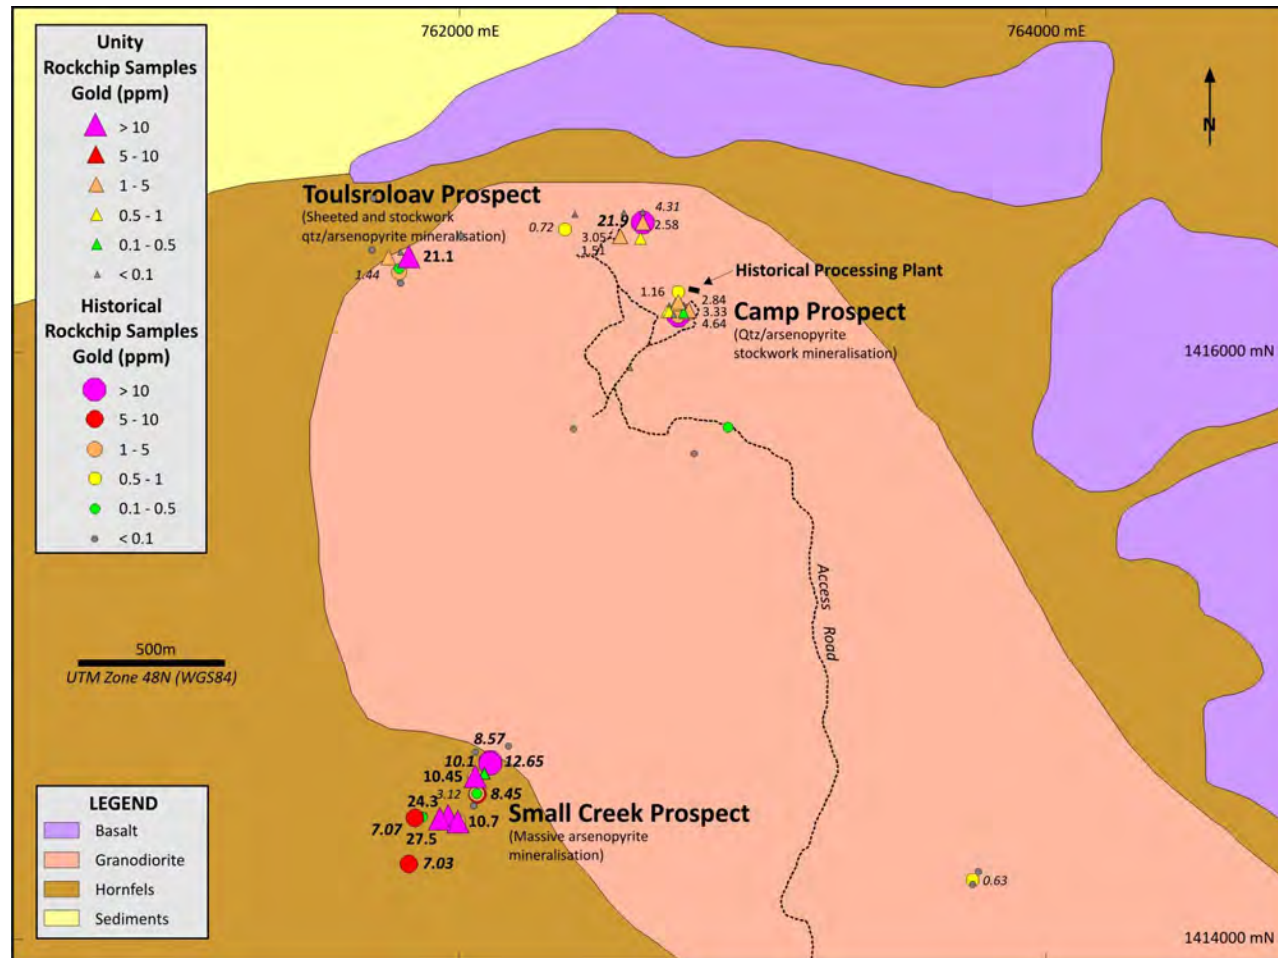 762000 mE
764000 mE
Unity
Rockchip Samples
Gold (ppm)
> 10
5 - 10
1 - 5
0.5 - 1
0.1 - 0.5
< 0.1
Historical
Rockchip Samples
Gold (ppm)
> 10
5 - 10
1 - 5
0.5 - 1
0.1 - 0.5
< 0.1
N
Toulsroloav Prospect
(Sheeted and stockwork
qtz/arsenopyrite mineralisation)
21.1
1.44
0.72
21.9
4.31
2.58
3.05
1.51
Historical Processing Plant
1.16
2.84
3.33
4.64
Camp Prospect
(Qtz/arsenopyrite
stockwork mineralisation)
1416000 mN
Access Road
500m
UTM Zone 48N (WGS84)
8.57
10.1
12.65
10.45
3.12
8.45
24.3
7.07
27.5
10.7
7.03
Small Creek Prospect
(Massive arsenopyrite
mineralisation)
0.63
1414000 mN
LEGEND
Basalt
Granodiorite
Hornfels
Sediments